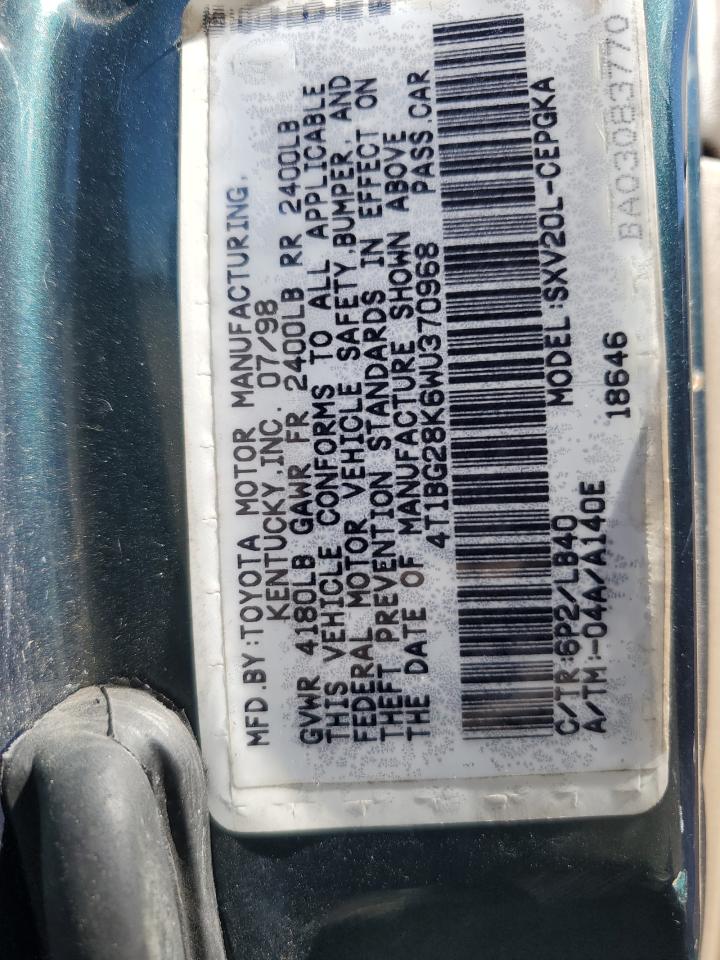 MFD.BY:TOYOTA MOTOR MANUFACTURING,
KENTUCKY,INC. 07/98
GVWR 4180LB GAWR FR 2400LB RR 2400LB
THIS VEHICLE CONFORMS TO ALL APPLICABLE
FEDERAL MOTOR VEHICLE SAFETY,BUMPER, AND
THEFT PREVENTION STANDARDS IN EFFECT ON
THE DATE OF MANUFACTURE SHOWN ABOVE
4T1BG28K6WU370968 PASS.CAR
C/TR:6P2/LB40 MODEL:SXV20L-CEPGKA
A/TM:-04A/A140E 18646
BA03083770